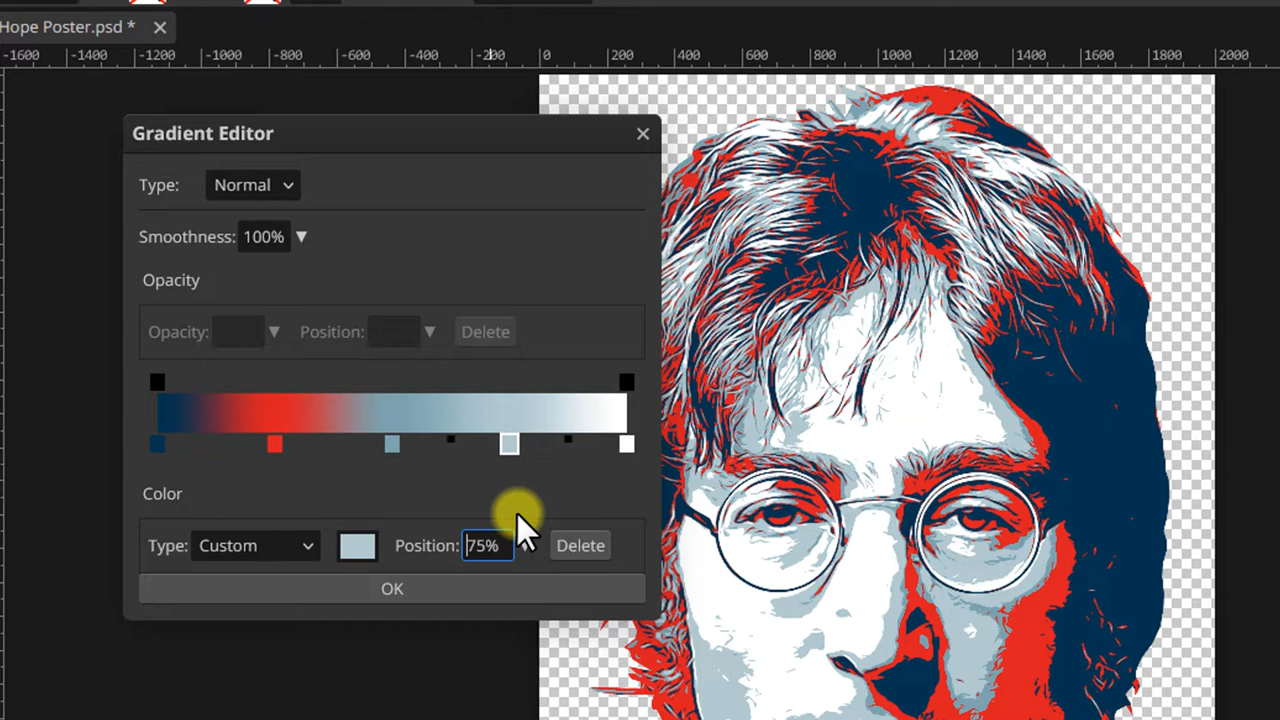 Hope Poster.psd *
-1600 -1400 -1200 -1000 -800 -600 -400 -200 0 200 400 600 800 1000 1200 1400 1600 1800 2000
Gradient Editor
Type: Normal
Smoothness: 100%
Opacity
Opacity: Position: Delete
Color
Type: Custom Position: 75% Delete
OK